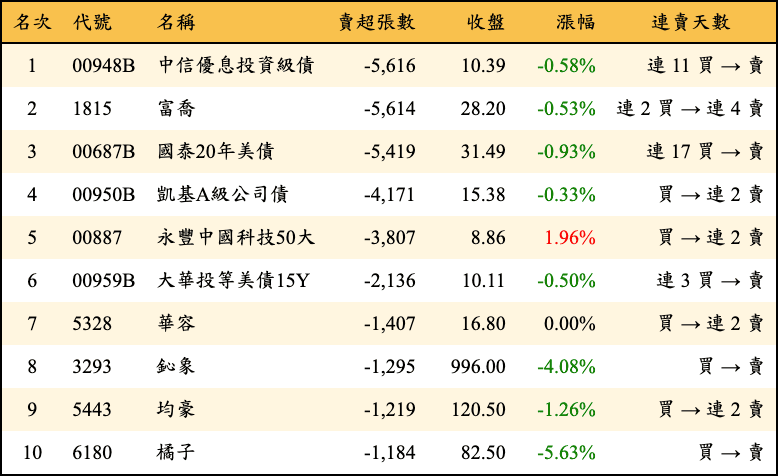 名次 代號 名稱 賣超張數 收盤 漲幅 連賣天數
1 00948B 中信優息投資級債 -5,616 10.39 -0.58% 連 11 買 → 賣
2 1815 富喬 -5,614 28.20 -0.53% 連 2 買 → 連 4 賣
3 00687B 國泰20年美債 -5,419 31.49 -0.93% 連 17 買 → 賣
4 00950B 凱基A級公司債 -4,171 15.38 -0.33% 買 → 連 2 賣
5 00887 永豐中國科技50大 -3,807 8.86 1.96% 買 → 連 2 賣
6 00959B 大華投等美債15Y -2,136 10.11 -0.50% 連 3 買 → 賣
7 5328 華容 -1,407 16.80 0.00% 買 → 連 2 賣
8 3293 鈊象 -1,295 996.00 -4.08% 買 → 賣
9 5443 均豪 -1,219 120.50 -1.26% 買 → 連 2 賣
10 6180 橘子 -1,184 82.50 -5.63% 買 → 賣